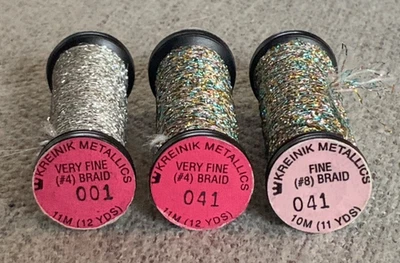 KREINIK METALLICS
VERY FINE
(#4) BRAID
001
11M (12 YDS)
KREINIK METALLICS
VERY FINE
(#4) BRAID
041
11M (12 YDS)
KREINIK METALLICS
FINE
(#8) BRAID
041
10M (11 YDS)